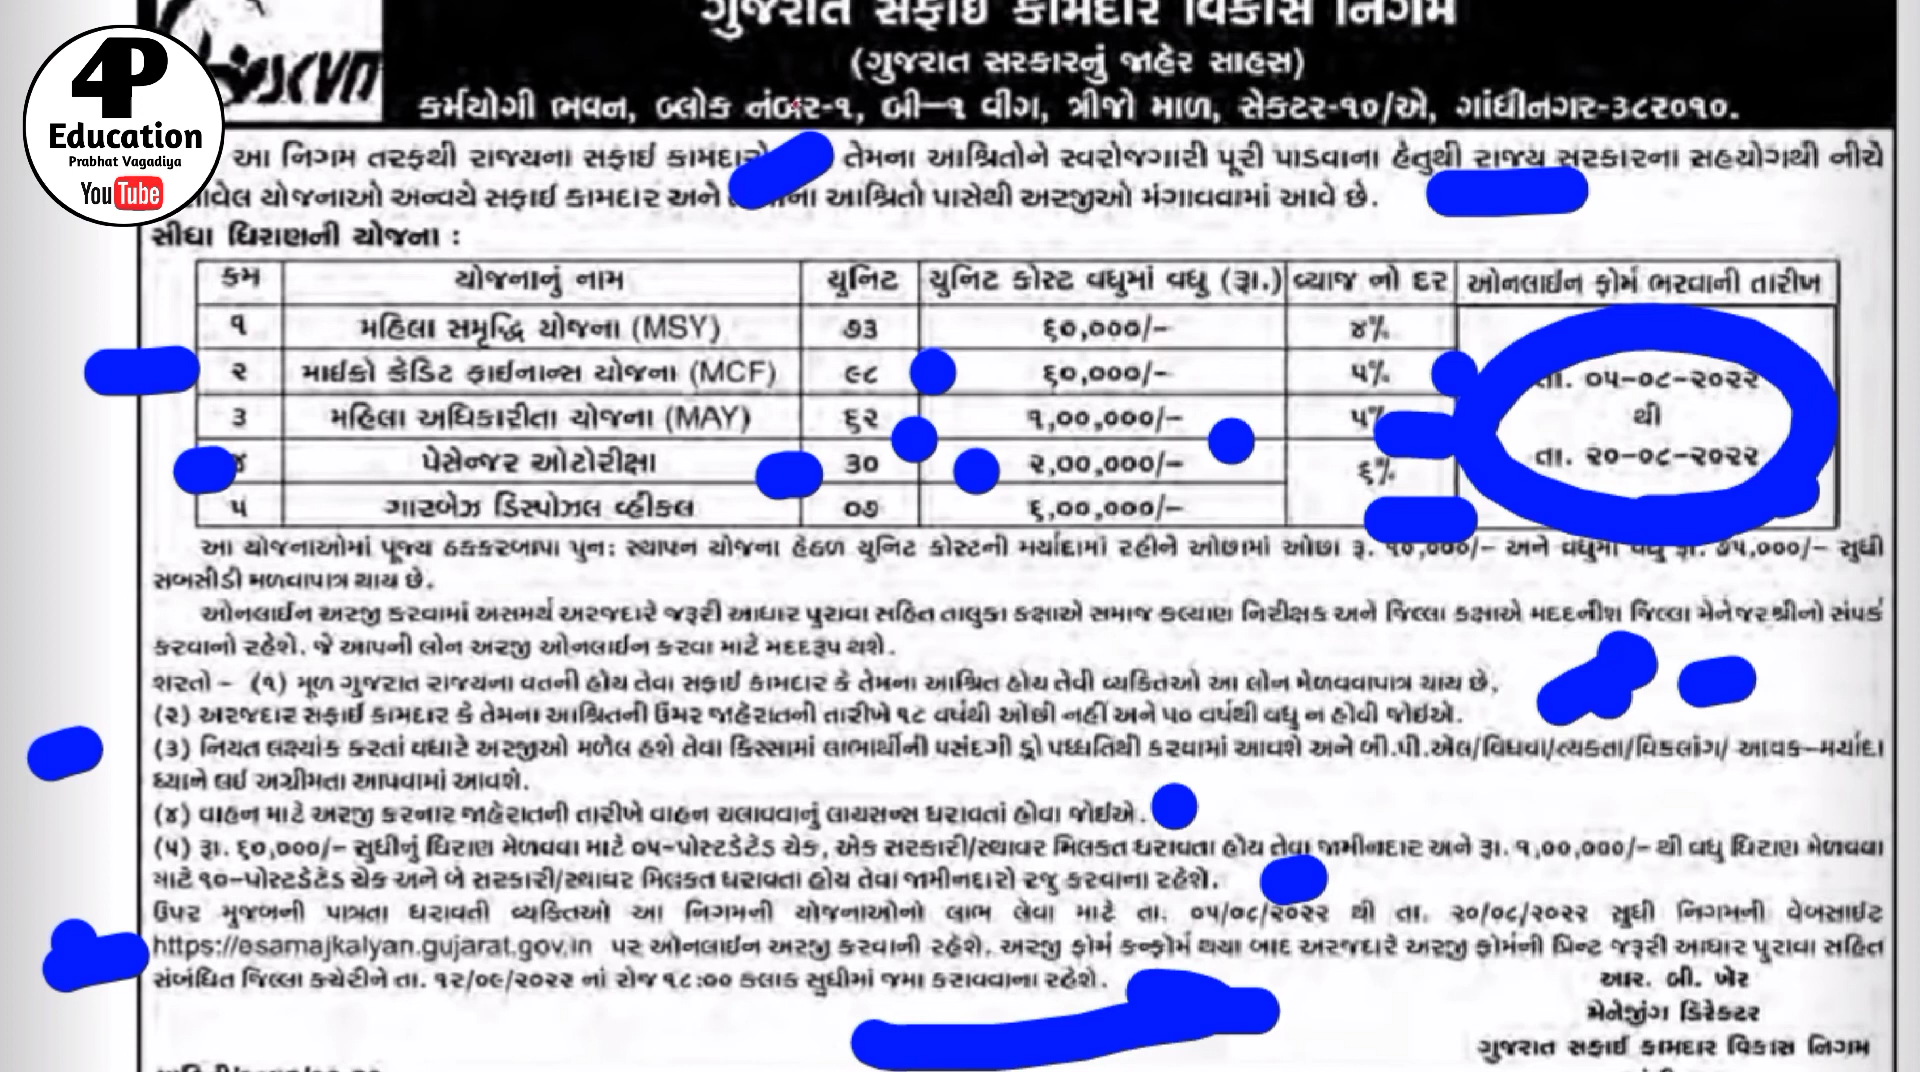 ગુજરાત સફાઇ કામદાર વિકાસ નિગમ
(ગુજરાત સરકારનું જાહેર સાહસ)
કર્મયોગી ભવન, બ્લોક નંબર-૧, બી-૧ વીંગ, ત્રીજો માળ, સેકટર-૧૦/એ, ગાંધીનગર-૩૮૨૦૧૦.
4P
Education
Prabhat Vagadiya
YouTube
આ નિગમ તરફથી રાજ્યના સફાઈ કામદારો તેમના આશ્રિતોને સ્વરોજગારી પૂરી પાડવાના હેતુથી રાજ્ય સરકારના સહયોગથી નીચે
યોજનાઓ અન્વયે સફાઈ કામદાર અને આશ્રિતો પાસેથી અરજીઓ મંગાવવામાં આવે છે.
સીધા ધિરાણની યોજના :
ક્રમ યોજનાનું નામ યુનિટ યુનિટ કોસ્ટ વધુમાં વધુ (રૂા.) વ્યાજ નો દર ઓનલાઈન ફોર્મ ભરવાની તારીખ
૧ મહિલા સમૃદ્ધિ યોજના (MSY) ૭૩ ૬૦,૦૦૦/- ૪%
૨ માઈક્રો ક્રેડિટ ફાઈનાન્સ યોજના (MCF) ૯૮ ૬૦,૦૦૦/- ૫% તા. ૦૫-૦૮-૨૦૨૨
૩ મહિલા અધિકારીતા યોજના (MAY) ૬૨ ૧,૦૦,૦૦૦/- ૫% થી
૪ પેસેન્જર ઓટોરીક્ષા ૩૦ ૨,૦૦,૦૦૦/- ૬% તા. ૨૦-૦૮-૨૦૨૨
૫ ગારબેઝ ડિસ્પોઝલ વ્હીકલ ૦૭ ૬,૦૦,૦૦૦/-
આ યોજનાઓમાં પૂજ્ય ઠક્કરબાપા પુન: સ્થાપન યોજના હેઠળ યુનિટ કોસ્ટની મર્યાદામાં રહીને ઓછામાં ઓછા રૂ. ૧૦,૦૦૦/- અને વધુમાં વધુ રૂા. ૭૫,૦૦૦/- સુધી
સબસીડી મળવાપાત્ર થાય છે.
ઓનલાઈન અરજી કરવામાં અસમર્થ અરજદારે જરૂરી આધાર પુરાવા સહિત તાલુકા કક્ષાએ સમાજ કલ્યાણ નિરીક્ષક અને જિલ્લા કક્ષાએ મદદનીશ જિલ્લા મેનેજરશ્રીનો સંપર્ક
કરવાનો રહેશે. જે આપની લોન અરજી ઓનલાઈન કરવા માટે મદદરૂપ થશે.
શરતો – (૧) મૂળ ગુજરાત રાજ્યના વતની હોય તેવા સફાઈ કામદાર કે તેમના આશ્રિત હોય તેવી વ્યકિતઓ આ લોન મેળવવાપાત્ર થાય છે,
(૨) અરજદાર સફાઈ કામદાર કે તેમના આશ્રિતની ઉંમર જાહેરાતની તારીખે ૧૮ વર્ષથી ઓછી નહીં અને ૫૦ વર્ષથી વધુ ન હોવી જોઈએ.
(૩) નિયત લક્ષ્યાંક કરતાં વધારે અરજીઓ મળેલ હશે તેવા કિસ્સામાં લાભાર્થીની પસંદગી ડ્રો પધ્ધતિથી કરવામાં આવશે અને બી.પી.એલ/વિધવા/ત્યકતા/વિકલાંગ/ આવક-મર્યાદા
ધ્યાને લઈ અગ્રીમતા આપવામાં આવશે.
(૪) વાહન માટે અરજી કરનાર જાહેરાતની તારીખે વાહન ચલાવવાનું લાયસન્સ ધરાવતાં હોવા જોઈએ.
(૫) રૂા. ૬૦,૦૦૦/- સુધીનું ધિરાણ મેળવવા માટે ૦૫-પોસ્ટડેટેડ ચેક, એક સરકારી/સ્થાવર મિલકત ધરાવતા હોય તેવા જામીનદાર અને રૂા. ૧,૦૦,૦૦૦/- થી વધુ ધિરાણ મેળવવા
માટે ૧૦-પોસ્ટડેટેડ ચેક અને બે સરકારી/સ્થાવર મિલકત ધરાવતા હોય તેવા જામીનદારો રજુ કરવાના રહેશે.
ઉપર મુજબની પાત્રતા ધરાવતી વ્યકિતઓ આ નિગમની યોજનાઓનો લાભ લેવા માટે તા. ૦૫/૦૮/૨૦૨૨ થી તા. ૨૦/૦૮/૨૦૨૨ સુધી નિગમની વેબસાઈટ
https://esamajkalyan.gujarat.gov.in પર ઓનલાઈન અરજી કરવાની રહેશે. અરજી ફોર્મ કન્ફોર્મ થયા બાદ અરજદારે અરજી ફોર્મની પ્રિન્ટ જરૂરી આધાર પુરાવા સહિત
સંબંધિત જિલ્લા કચેરીને તા. ૧૨/૦૯/૨૦૨૨ નાં રોજ ૧૮:૦૦ કલાક સુધીમાં જમા કરાવવાના રહેશે.
આર. બી. ખેર
મેનેજીંગ ડિરેકટર
ગુજરાત સફાઈ કામદાર વિકાસ નિગમ